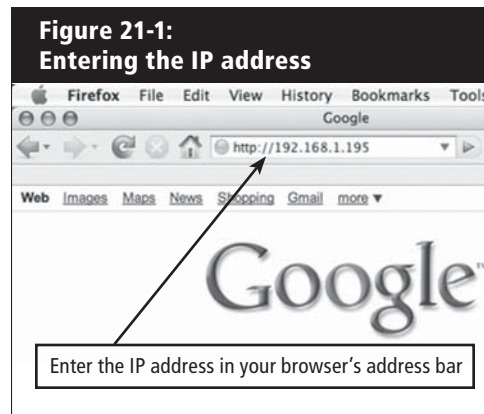 Figure 21-1:
Entering the IP address
Firefox File Edit View History Bookmarks Tools
Google
http://192.168.1.195
Web Images Maps News Shopping Gmail more ▼
Google™
Enter the IP address in your browser's address bar